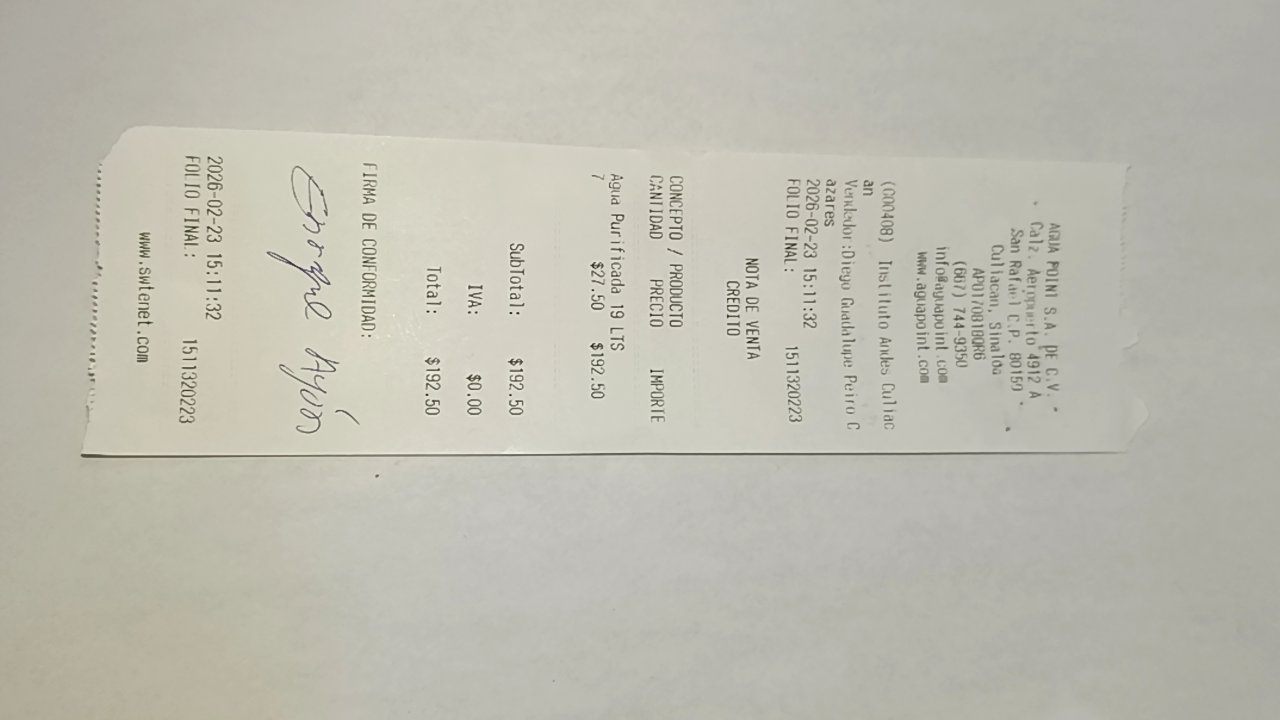 AGUA POINT S.A. DE C.V.
Calz. Aeropuerto 4912 A
San Rafael C.P. 80150
Culiacan, Sinaloa
APO1708180R6
(667) 744-9350
info@aguapoint.com
www.aguapoint.com
(C00408) Instituto Andes Culiac
an
Vendador:Diego Guadalupe Peiro C
azares
2026-02-23 15:11:32
FOLIO FINAL: 1511320223
NOTA DE VENTA
CREDITO
CONCEPTO / PRODUCTO
CANTIDAD PRECIO IMPORTE
Agua Purificada 19 LTS
7 $27.50 $192.50
SubTotal: $192.50
IVA: $0.00
Total: $192.50
FIRMA DE CONFORMIDAD:
Enrique Ayón
2026-02-23 15:11:32
FOLIO FINAL: 1511320223
www.swtenet.com